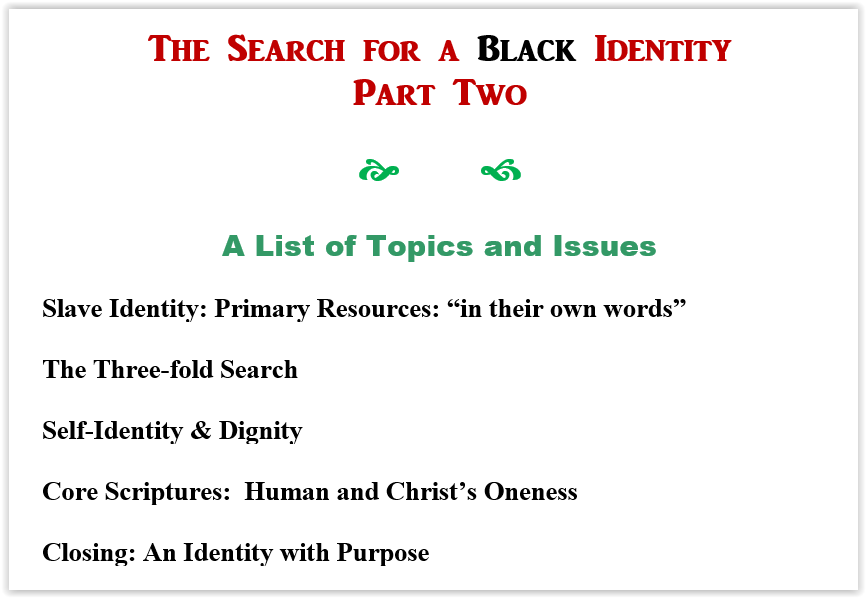 The Search for a Black Identity
Part Two
A List of Topics and Issues
Slave Identity: Primary Resources: “in their own words”
The Three-fold Search
Self-Identity & Dignity
Core Scriptures:  Human and Christ’s Oneness
Closing: An Identity with Purpose